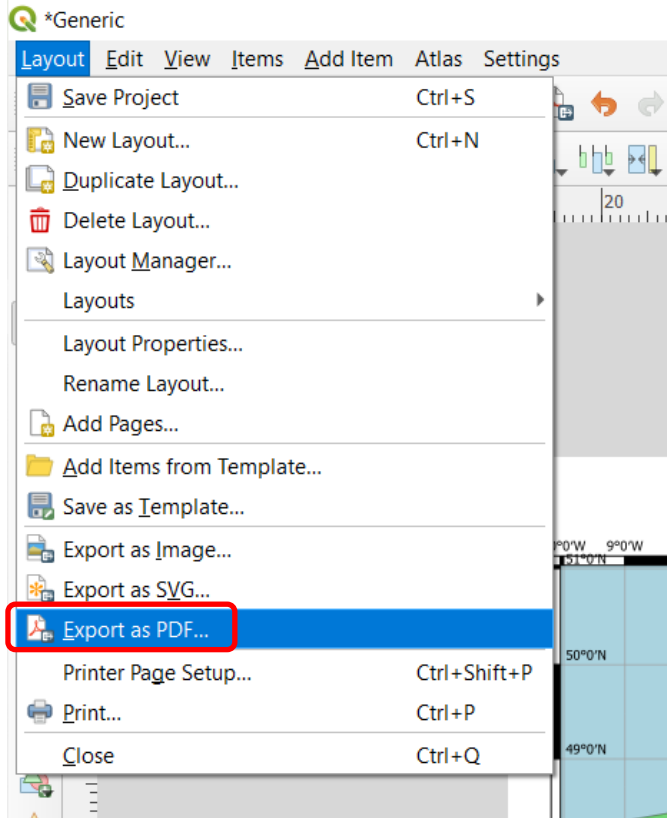 *Generic
Layout Edit View Items Add Item Atlas Settings
Save Project Ctrl+S
New Layout... Ctrl+N
Duplicate Layout...
Delete Layout...
Layout Manager...
Layouts
20
Layout Properties...
Rename Layout...
Add Pages...
Add Items from Template...
Save as Template...
Export as Image...
Export as SVG...
Export as PDF...
Printer Page Setup... Ctrl+Shift+P
Print... Ctrl+P
Close Ctrl+Q
9°0'W
51°0'N
50°0'N
49°0'N